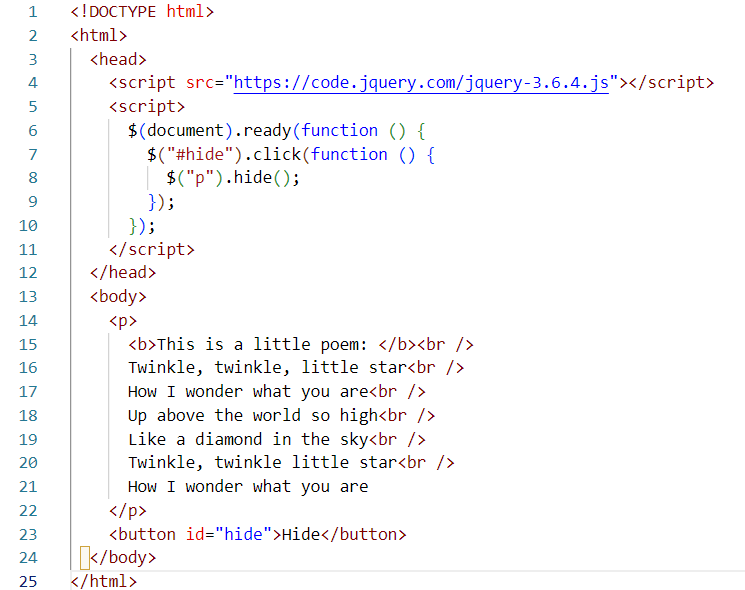 1 <!DOCTYPE html>
2 <html>
3 <head>
4 <script src="https://code.jquery.com/jquery-3.6.4.js"></script>
5 <script>
6 $(document).ready(function () {
7 $("#hide").click(function () {
8 $("p").hide();
9 });
10 });
11 </script>
12 </head>
13 <body>
14 <p>
15 <b>This is a little poem: </b><br />
16 Twinkle, twinkle, little star<br />
17 How I wonder what you are<br />
18 Up above the world so high<br />
19 Like a diamond in the sky<br />
20 Twinkle, twinkle little star<br />
21 How I wonder what you are
22 </p>
23 <button id="hide">Hide</button>
24 </body>
25 </html>